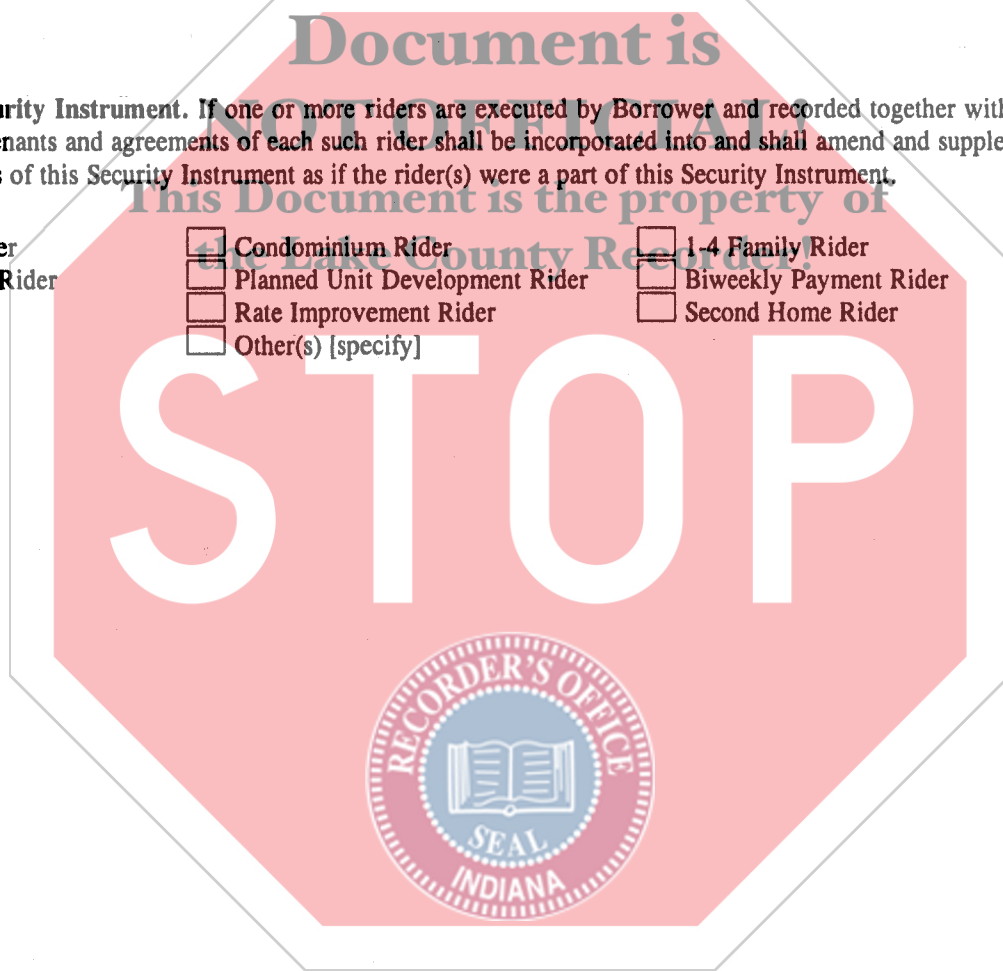 Document is
urity Instrument. If one or more riders are executed by Borrower and recorded together with
NOT OFFICIAL!
enants and agreements of each such rider shall be incorporated into and shall amend and supple
s of this Security Instrument as if the rider(s) were a part of this Security Instrument.
This Document is the property of
er Condominium Rider 1-4 Family Rider
the Lake County Recorder!
Rider Planned Unit Development Rider Biweekly Payment Rider
Rate Improvement Rider Second Home Rider
Other(s) [specify]
STOP
RECORDER'S OFFICE
SEAL
INDIANA